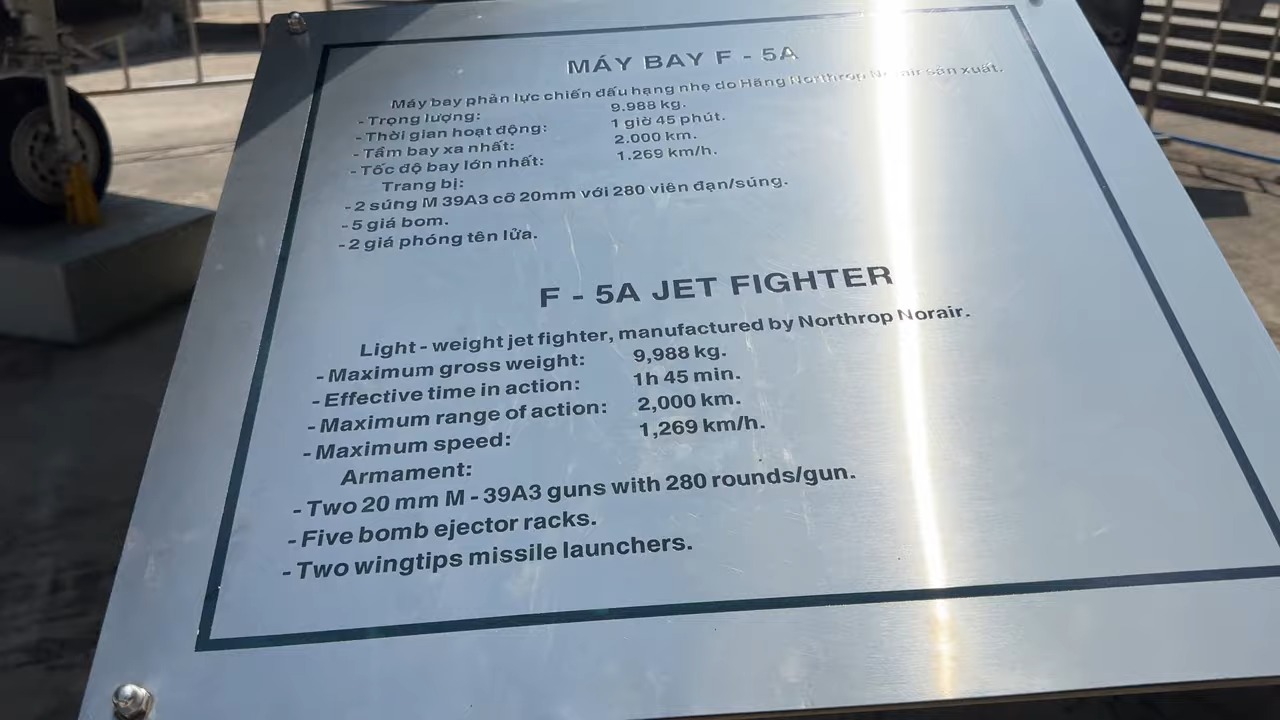 MÁY BAY F - 5A
Máy bay phản lực chiến đấu hạng nhẹ do Hãng Northrop Norair sản xuất.
- Trọng lượng: 9.988 kg.
- Thời gian hoạt động: 1 giờ 45 phút.
- Tầm bay xa nhất: 2.000 km.
- Tốc độ bay lớn nhất: 1.269 km/h.
Trang bị:
- 2 súng M 39A3 cỡ 20mm với 280 viên đạn/súng.
- 5 giá bom.
- 2 giá phóng tên lửa.
F - 5A JET FIGHTER
Light - weight jet fighter, manufactured by Northrop Norair.
- Maximum gross weight: 9,988 kg.
- Effective time in action: 1h 45 min.
- Maximum range of action: 2,000 km.
- Maximum speed: 1,269 km/h.
Armament:
- Two 20 mm M - 39A3 guns with 280 rounds/gun.
- Five bomb ejector racks.
- Two wingtips missile launchers.